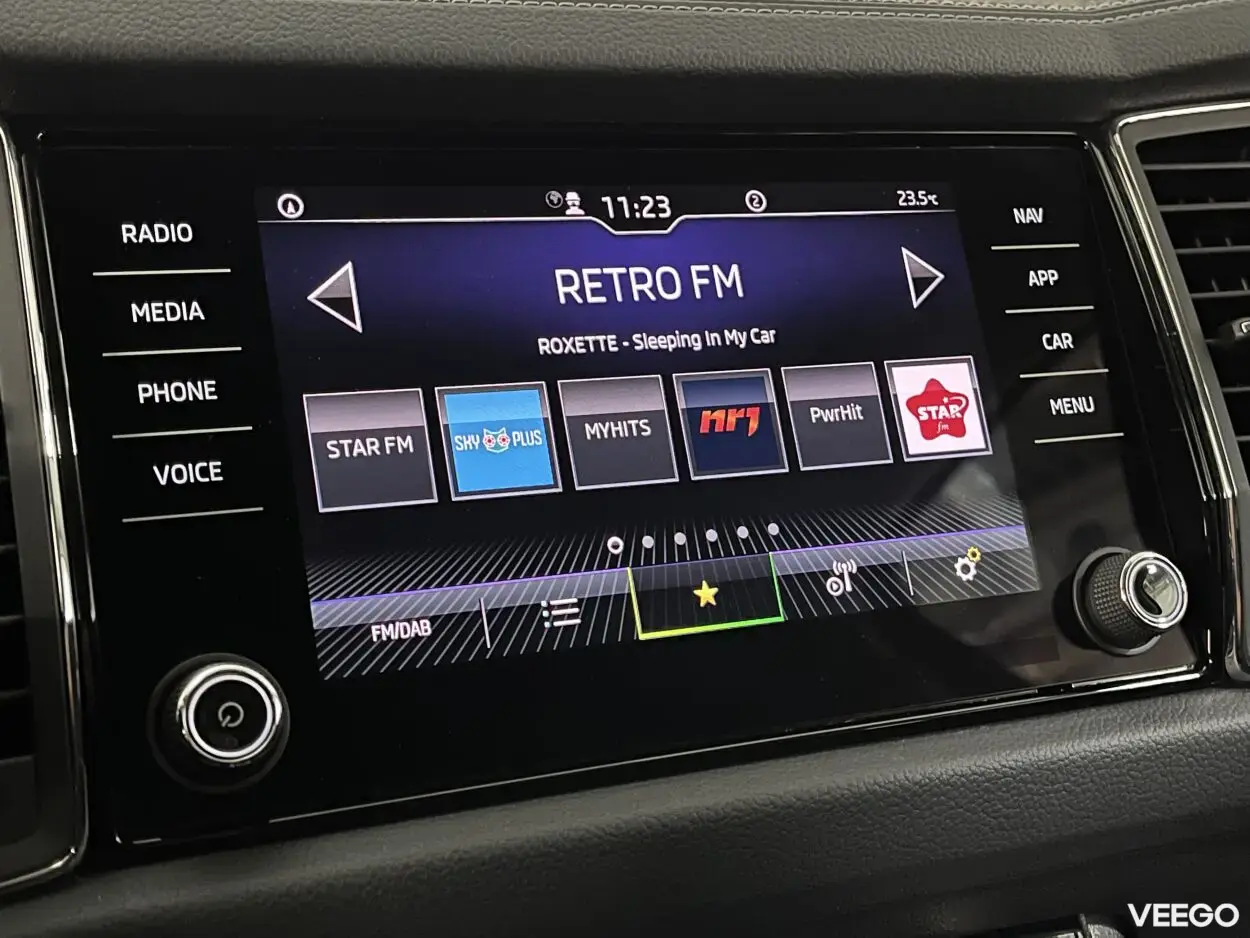 RADIO
MEDIA
PHONE
VOICE
11:23
2
23.5°C
RETRO FM
ROXETTE - Sleeping In My Car
STAR FM
SKY PLUS
MYHITS
nrj
PwrHit
STAR
fm
FM/DAB
NAV
APP
CAR
MENU
VEEGO